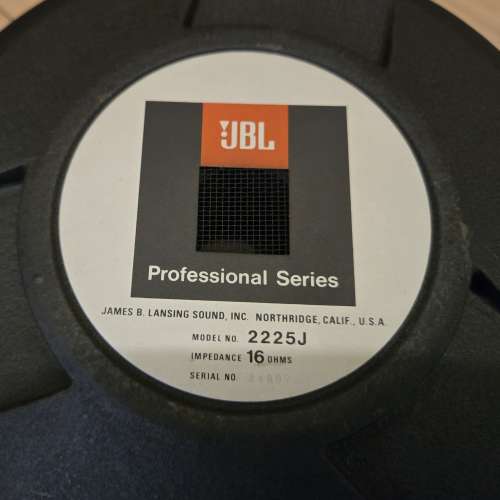 JBL
Professional Series
JAMES B. LANSING SOUND, INC. NORTHRIDGE, CALIF., U.S.A.
MODEL NO. 2225J
IMPEDANCE 16 OHMS
SERIAL NO.